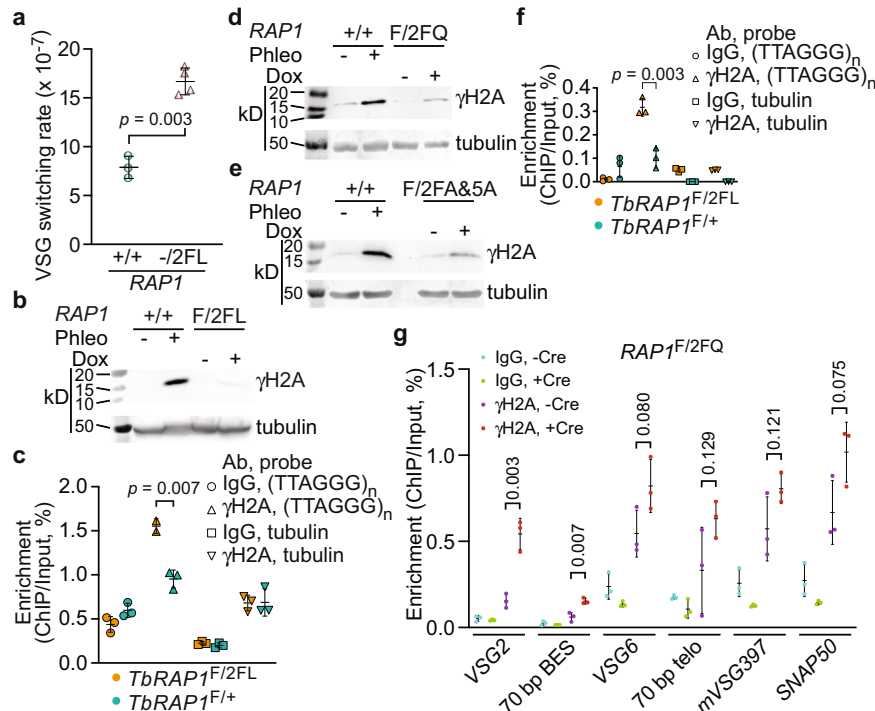 a
VSG switching rate (x 10-7)
20
15
10
5
0
p = 0.003
+/+ -/2FL
RAP1
b
RAP1 +/+ F/2FL
Phleo - +
Dox - +
kD
20
15
10
50
γH2A
tubulin
c
Enrichment (ChIP/Input, %)
2.0
1.5
1.0
0.5
0.0
p = 0.007
Ab, probe
IgG, (TTAGGG)n
γH2A, (TTAGGG)n
IgG, tubulin
γH2A, tubulin
TbRAP1F/2FL
TbRAP1F/+
d
RAP1 +/+ F/2FQ
Phleo - +
Dox - +
kD
20
15
10
50
γH2A
tubulin
e
RAP1 +/+ F/2FA&5A
Phleo - +
Dox - +
kD
20
15
50
γH2A
tubulin
f
Enrichment (ChIP/Input, %)
0.4
0.3
0.2
0.1
0.0
p = 0.003
Ab, probe
IgG, (TTAGGG)n
γH2A, (TTAGGG)n
IgG, tubulin
γH2A, tubulin
TbRAP1F/2FL
TbRAP1F/+
g
RAP1F/2FQ
IgG, -Cre
IgG, +Cre
γH2A, -Cre
γH2A, +Cre
Enrichment (ChIP/Input, %)
1.5
1.0
0.5
0.0
0.003
0.007
0.080
0.129
0.121
0.075
VSG2
70 bp BES
VSG6
70 bp telo
mVSG397
SNAP50